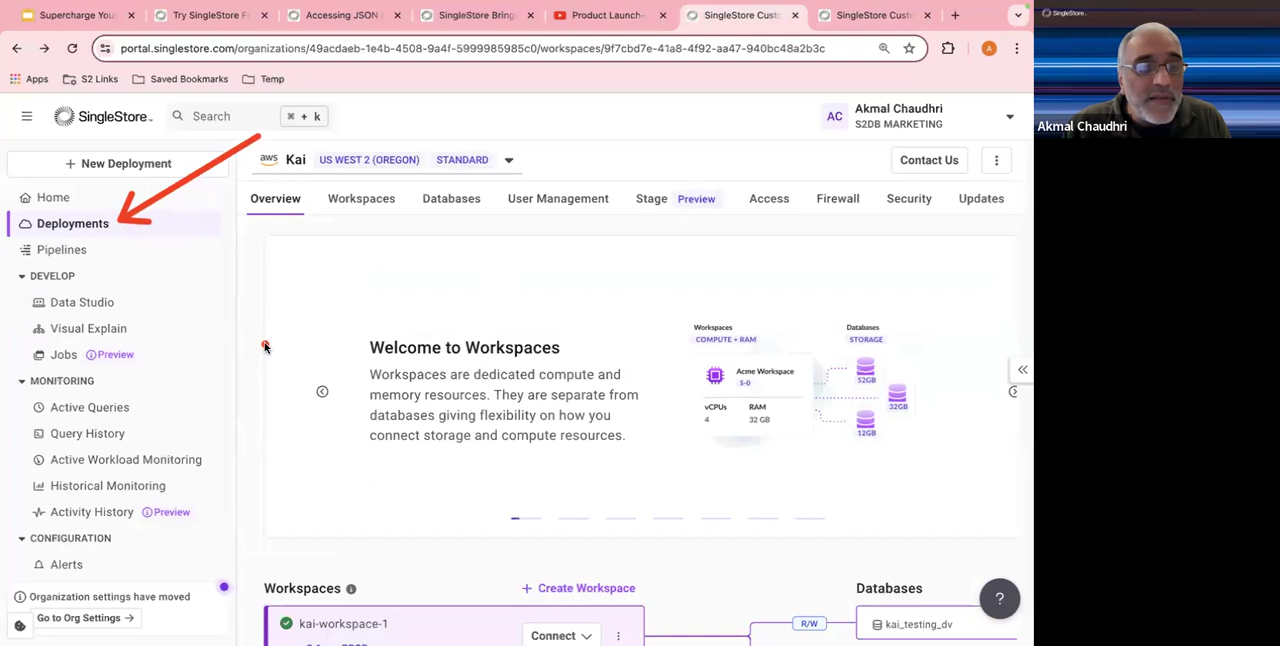 Supercharge Your
Try SingleStore F
Accessing JSON
SingleStore Bring
Product Launch-
SingleStore Custo
SingleStore Custo
portal.singlestore.com/organizations/49acdaeb-1e4b-4508-9a4f-5999985985c0/workspaces/9f7cbd7e-41a8-4f92-aa47-940bc48a2b3c
A
Apps
S2 Links
Saved Bookmarks
Temp
SingleStore
Akmal Chaudhri
SingleStore
Search
⌘ + k
AC
Akmal Chaudhri
S2DB MARKETING
+ New Deployment
Home
Deployments
Pipelines
DEVELOP
Data Studio
Visual Explain
Jobs Preview
MONITORING
Active Queries
Query History
Active Workload Monitoring
Historical Monitoring
Activity History Preview
CONFIGURATION
Alerts
Organization settings have moved
Go to Org Settings →
aws Kai US WEST 2 (OREGON) STANDARD
Contact Us
Overview
Workspaces
Databases
User Management
Stage Preview
Access
Firewall
Security
Updates
Welcome to Workspaces
Workspaces are dedicated compute and
memory resources. They are separate from
databases giving flexibility on how you
connect storage and compute resources.
Workspaces
COMPUTE + RAM
Acme Workspace
S-0
vCPUs
RAM
4
32 GB
Databases
STORAGE
52GB
32GB
12GB
Workspaces
+ Create Workspace
Databases
kai-workspace-1
Connect
R/W
kai_testing_dv
?